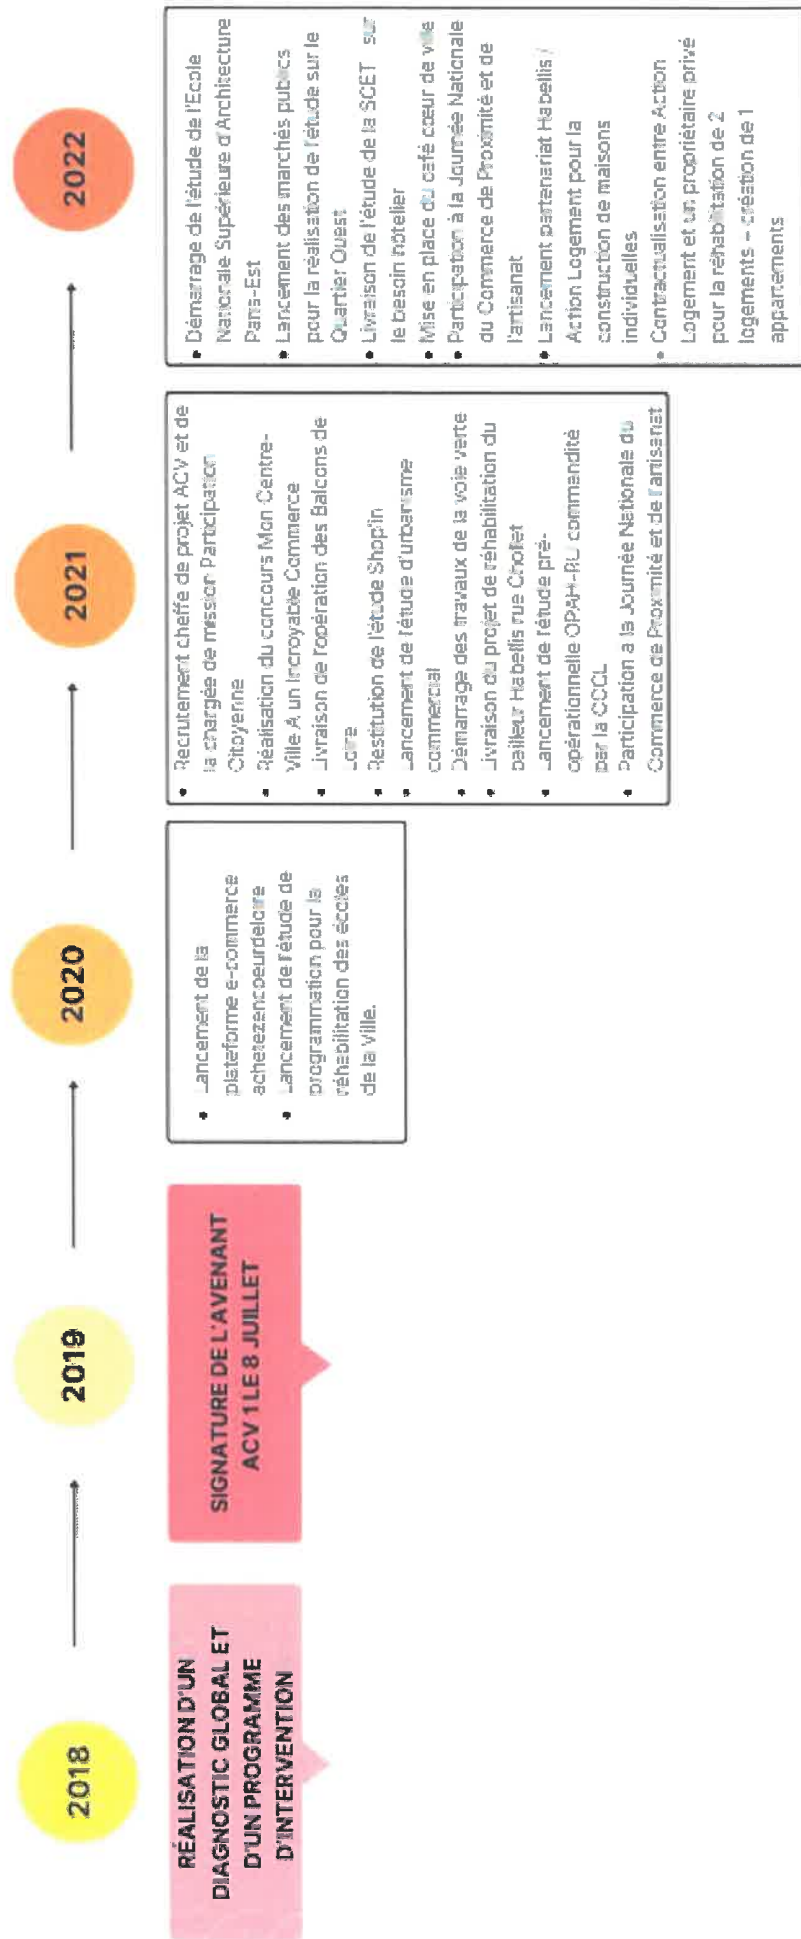 2018
RÉALISATION D'UN
DIAGNOSTIC GLOBAL ET
D'UN PROGRAMME
D'INTERVENTION
2019
SIGNATURE DE L'AVENANT
ACV 1 LE 8 JUILLET
2020
• Lancement de la
plateforme e-commerce
achetezencoeurdeloire
• Lancement de l'étude de
programmation pour la
réhabilitation des écoles
de la Ville.
2021
• Recrutement cheffe de projet ACV et de
la chargée de mission Participation
Citoyenne
• Réalisation du concours Mon Centre-
Ville A un Incroyable Commerce
• Livraison de l'opération des Balcons de
Loire
• Restitution de l'étude Shop'in
• Lancement de l'étude d'urbanisme
commercial
• Démarrage des travaux de la voie verte
• Livraison du projet de réhabilitation du
bailleur Habellis rue Chollet
• Lancement de l'étude pré-
opérationnelle OPAH-RU commandité
par la CCCL
• Participation a la Journée Nationale du
Commerce de Proximité et de l'artisanat
2022
• Démarrage de l'étude de l'Ecole
Nationale Supérieure d'Architecture
Paris-Est
• Lancement des marchés publics
pour la réalisation de l'étude sur le
Quartier Ouest
• Livraison de l'étude de la SCET sur
le besoin hôtelier
• Mise en place du café cœur de ville
• Participation à la Journée Nationale
du Commerce de Proximité et de
l'artisanat
• Lancement partenariat Habellis /
Action Logement pour la
construction de maisons
individuelles
• Contractualisation entre Action
Logement et un propriétaire privé
pour la réhabilitation de 2
logements – création de 1
appartements